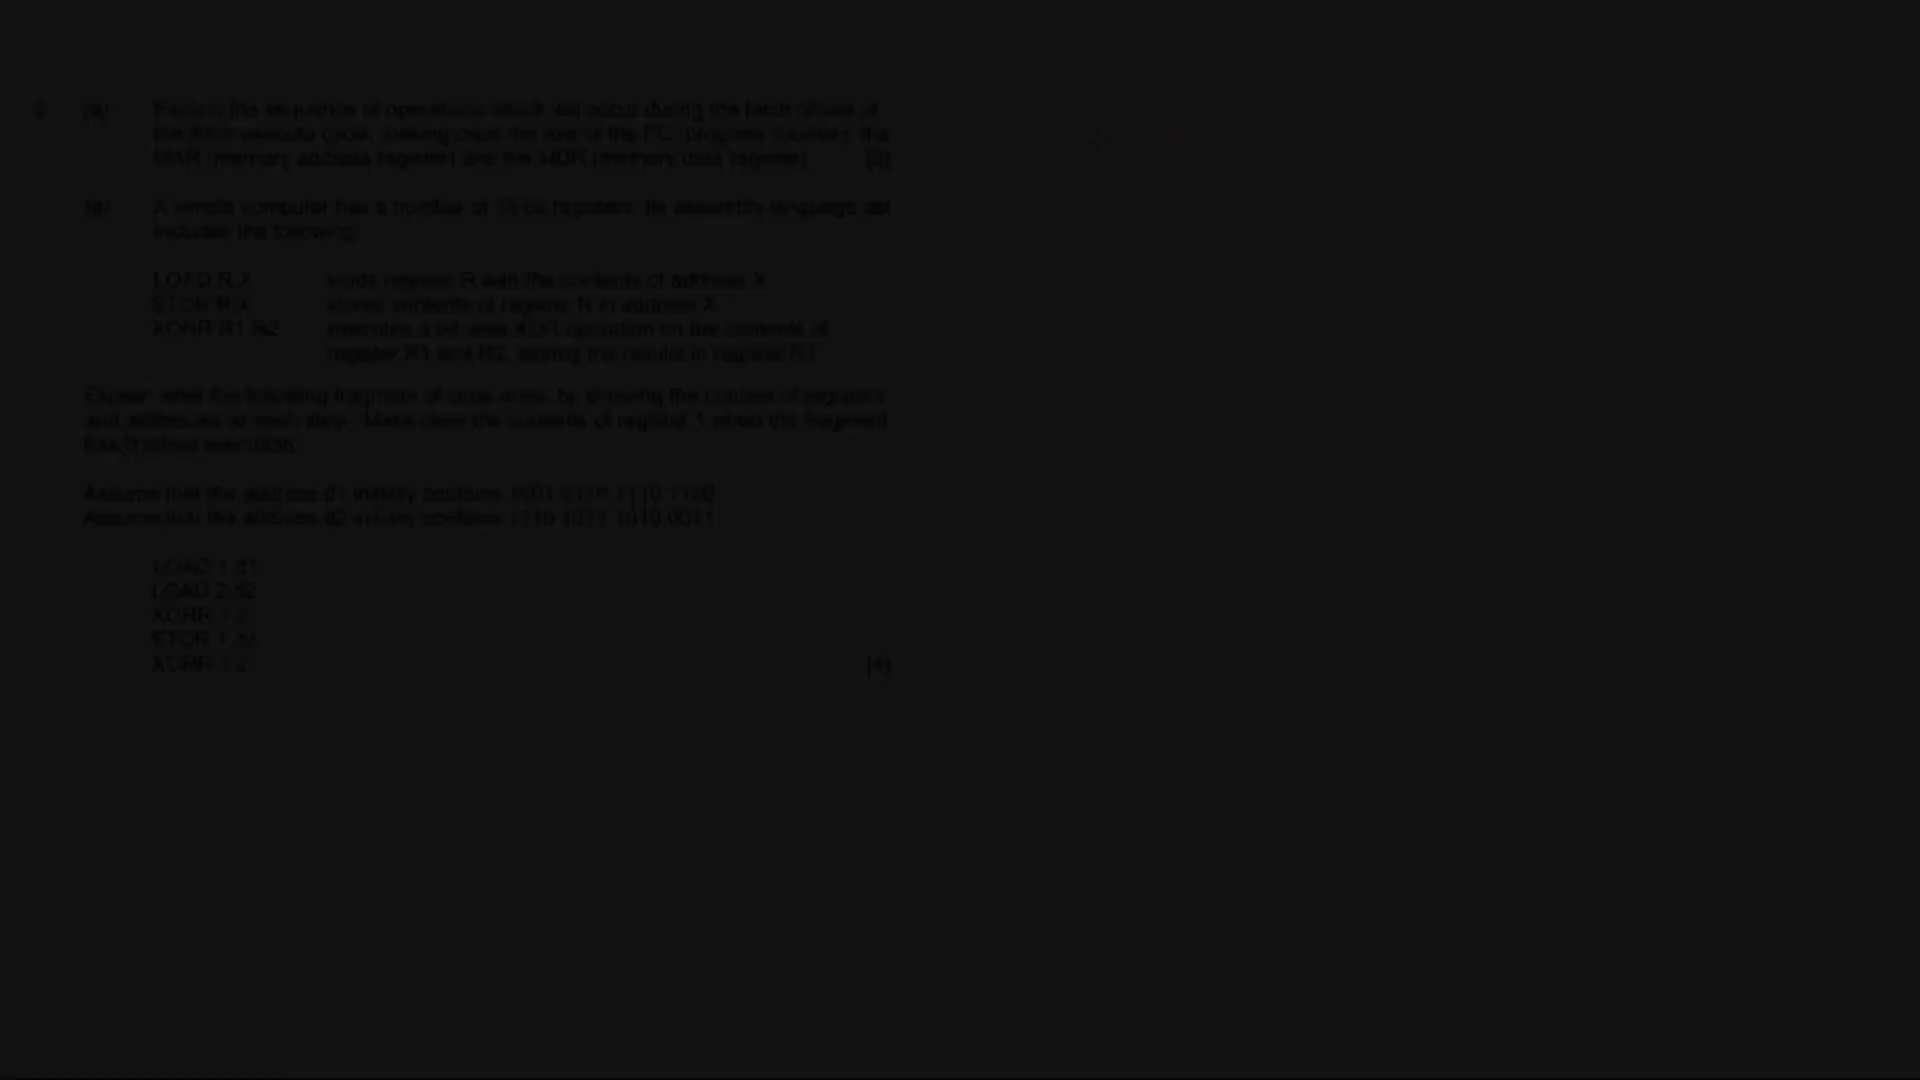 2 (a) Explain the sequence of operations which will occur during the fetch phase of
the fetch execute cycle, making clear the role of the PC (program counter), the
MAR (memory address register) and the MDR (memory data register). [3]
(b) A simple computer has a number of 16 bit registers. Its assembly language set
includes the following:
LOAD R,X loads register R with the contents of address X
STOR R,X stores contents of register R in address X
XORR R1,R2 executes a bit wise XOR operation on the contents of
register R1 and R2, storing the results in register R1
Explain what the following fragment of code does, by showing the content of registers
and addresses at each step. Make clear the contents of register 1 when the fragment
has finished execution.
Assume that the address d1 initially contains 1110 1100
Assume that the address d2 initially contains 1110 1011 1010 0011
LOAD 1,d1
LOAD 2,d2
XORR 1,2
STOR
XORR 1,2 [4]